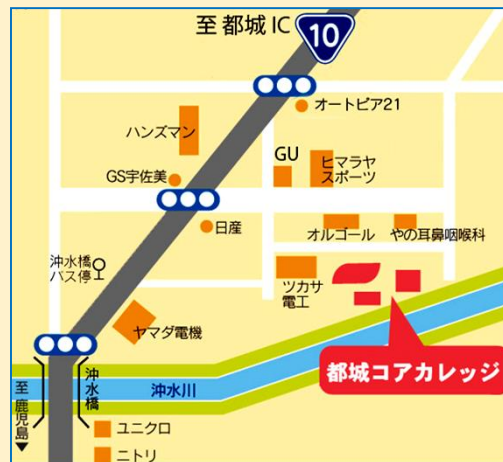 至 都城 IC
10
オートピア21
ハンズマン
GU
ヒマラヤ
スポーツ
GS宇佐美
日産
オルゴール
やの耳鼻咽喉科
沖水橋
バス停
ツカサ
電工
ヤマダ電機
都城コアカレッジ
沖水橋
沖水川
至 鹿児島
ユニクロ
ニトリ